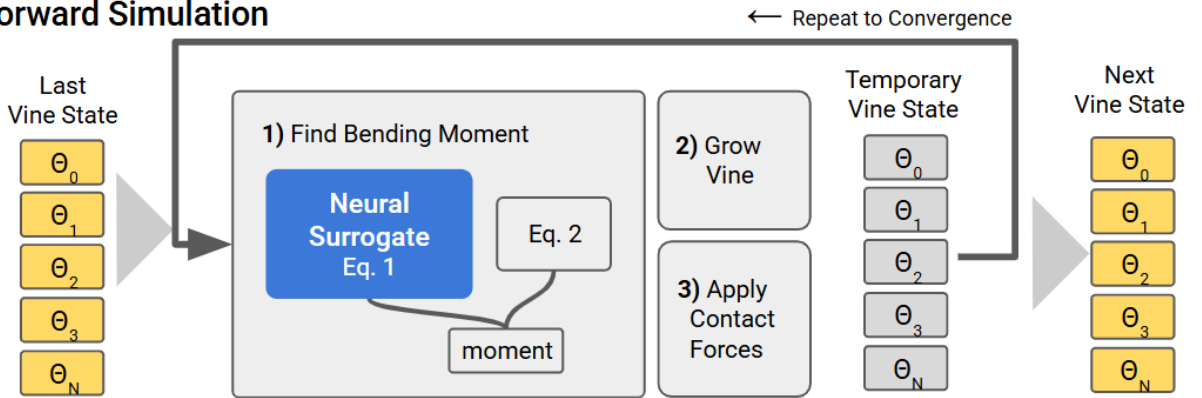 orward Simulation
← Repeat to Convergence
Last
Vine State
Θ0
Θ1
Θ2
Θ3
ΘN
1) Find Bending Moment
Neural
Surrogate
Eq. 1
Eq. 2
moment
2) Grow
Vine
3) Apply
Contact
Forces
Temporary
Vine State
Θ0
Θ1
Θ2
Θ3
ΘN
Next
Vine State
Θ0
Θ1
Θ2
Θ3
ΘN